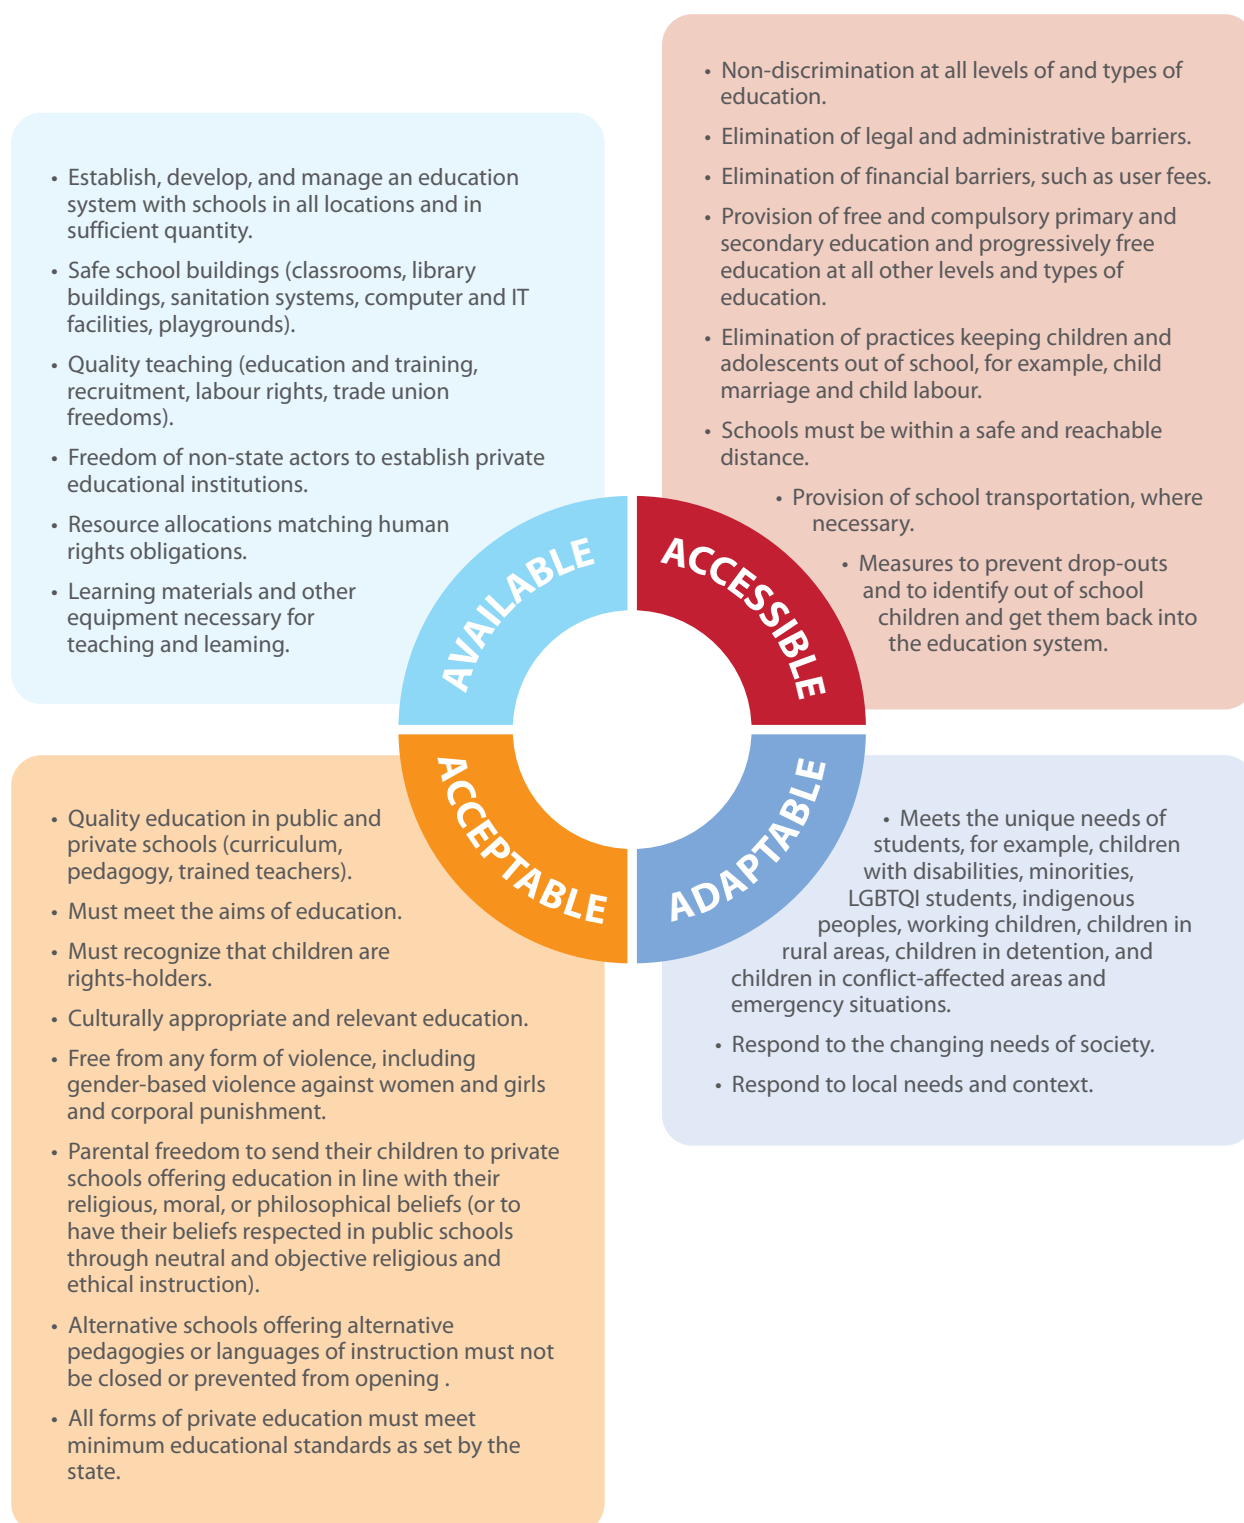 • Establish, develop, and manage an education
system with schools in all locations and in
sufficient quantity.
• Safe school buildings (classrooms, library
buildings, sanitation systems, computer and IT
facilities, playgrounds).
• Quality teaching (education and training,
recruitment, labour rights, trade union
freedoms).
• Freedom of non-state actors to establish private
educational institutions.
• Resource allocations matching human
rights obligations.
• Learning materials and other
equipment necessary for
teaching and learning.
AVAILABLE
• Non-discrimination at all levels of and types of
education.
• Elimination of legal and administrative barriers.
• Elimination of financial barriers, such as user fees.
• Provision of free and compulsory primary and
secondary education and progressively free
education at all other levels and types of
education.
• Elimination of practices keeping children and
adolescents out of school, for example, child
marriage and child labour.
• Schools must be within a safe and reachable
distance.
• Provision of school transportation, where
necessary.
• Measures to prevent drop-outs
and to identify out of school
children and get them back into
the education system.
ACCESSIBLE
• Quality education in public and
private schools (curriculum,
pedagogy, trained teachers).
• Must meet the aims of education.
• Must recognize that children are
rights-holders.
• Culturally appropriate and relevant education.
• Free from any form of violence, including
gender-based violence against women and girls
and corporal punishment.
• Parental freedom to send their children to private
schools offering education in line with their
religious, moral, or philosophical beliefs (or to
have their beliefs respected in public schools
through neutral and objective religious and
ethical instruction).
• Alternative schools offering alternative
pedagogies or languages of instruction must not
be closed or prevented from opening .
• All forms of private education must meet
minimum educational standards as set by the
state.
ACCEPTABLE
• Meets the unique needs of
students, for example, children
with disabilities, minorities,
LGBTQI students, indigenous
peoples, working children, children in
rural areas, children in detention, and
children in conflict-affected areas and
emergency situations.
• Respond to the changing needs of society.
• Respond to local needs and context.
ADAPTABLE